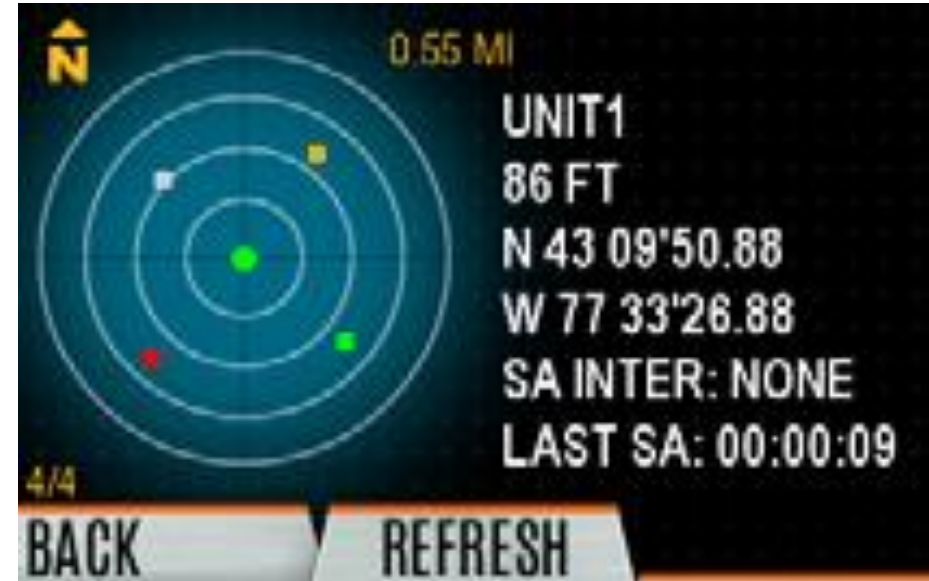 N
0.55 MI
UNIT1
86 FT
N 43 09'50.88
W 77 33'26.88
SA INTER: NONE
LAST SA: 00:00:09
4/4
BACK
REFRESH